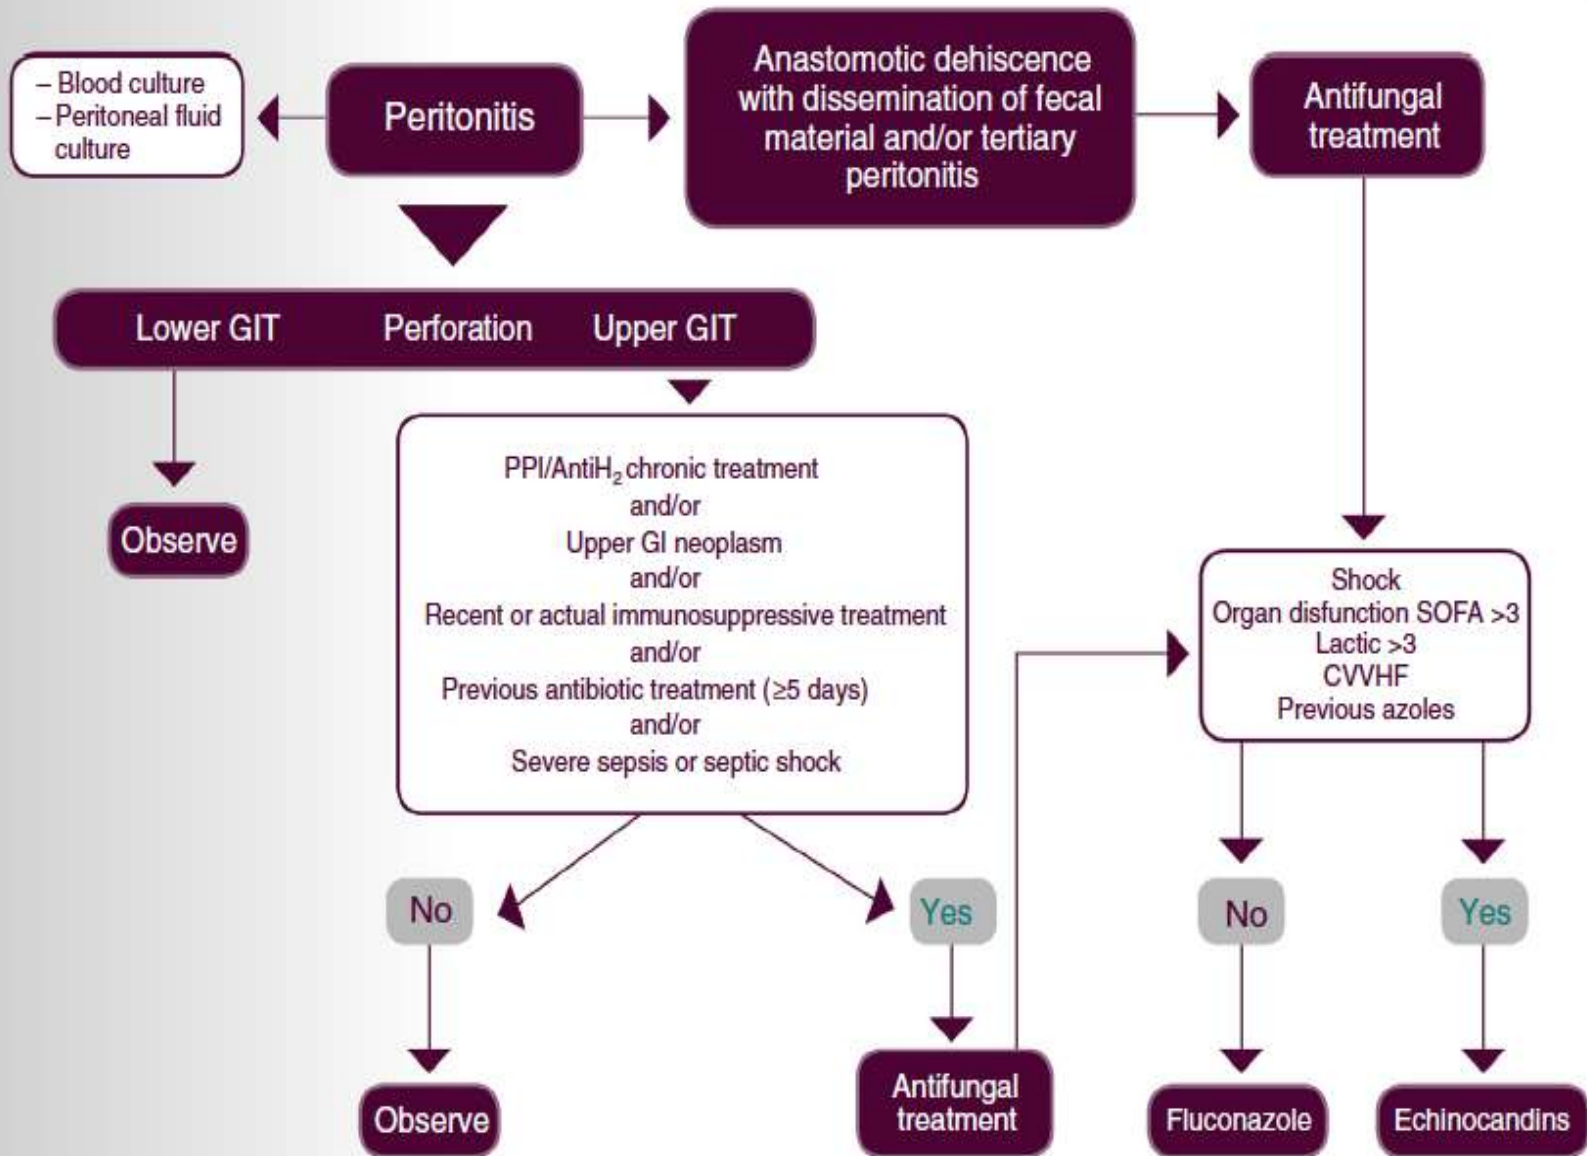 – Blood culture
– Peritoneal fluid
culture
Peritonitis
Anastomotic dehiscence
with dissemination of fecal
material and/or tertiary
peritonitis
Antifungal
treatment
Lower GIT Perforation Upper GIT
Observe
PPI/AntiH₂ chronic treatment
and/or
Upper GI neoplasm
and/or
Recent or actual immunosuppressive treatment
and/or
Previous antibiotic treatment (≥5 days)
and/or
Severe sepsis or septic shock
Shock
Organ disfunction SOFA >3
Lactic >3
CVVHF
Previous azoles
No
Yes
No
Yes
Observe
Antifungal
treatment
Fluconazole
Echinocandins